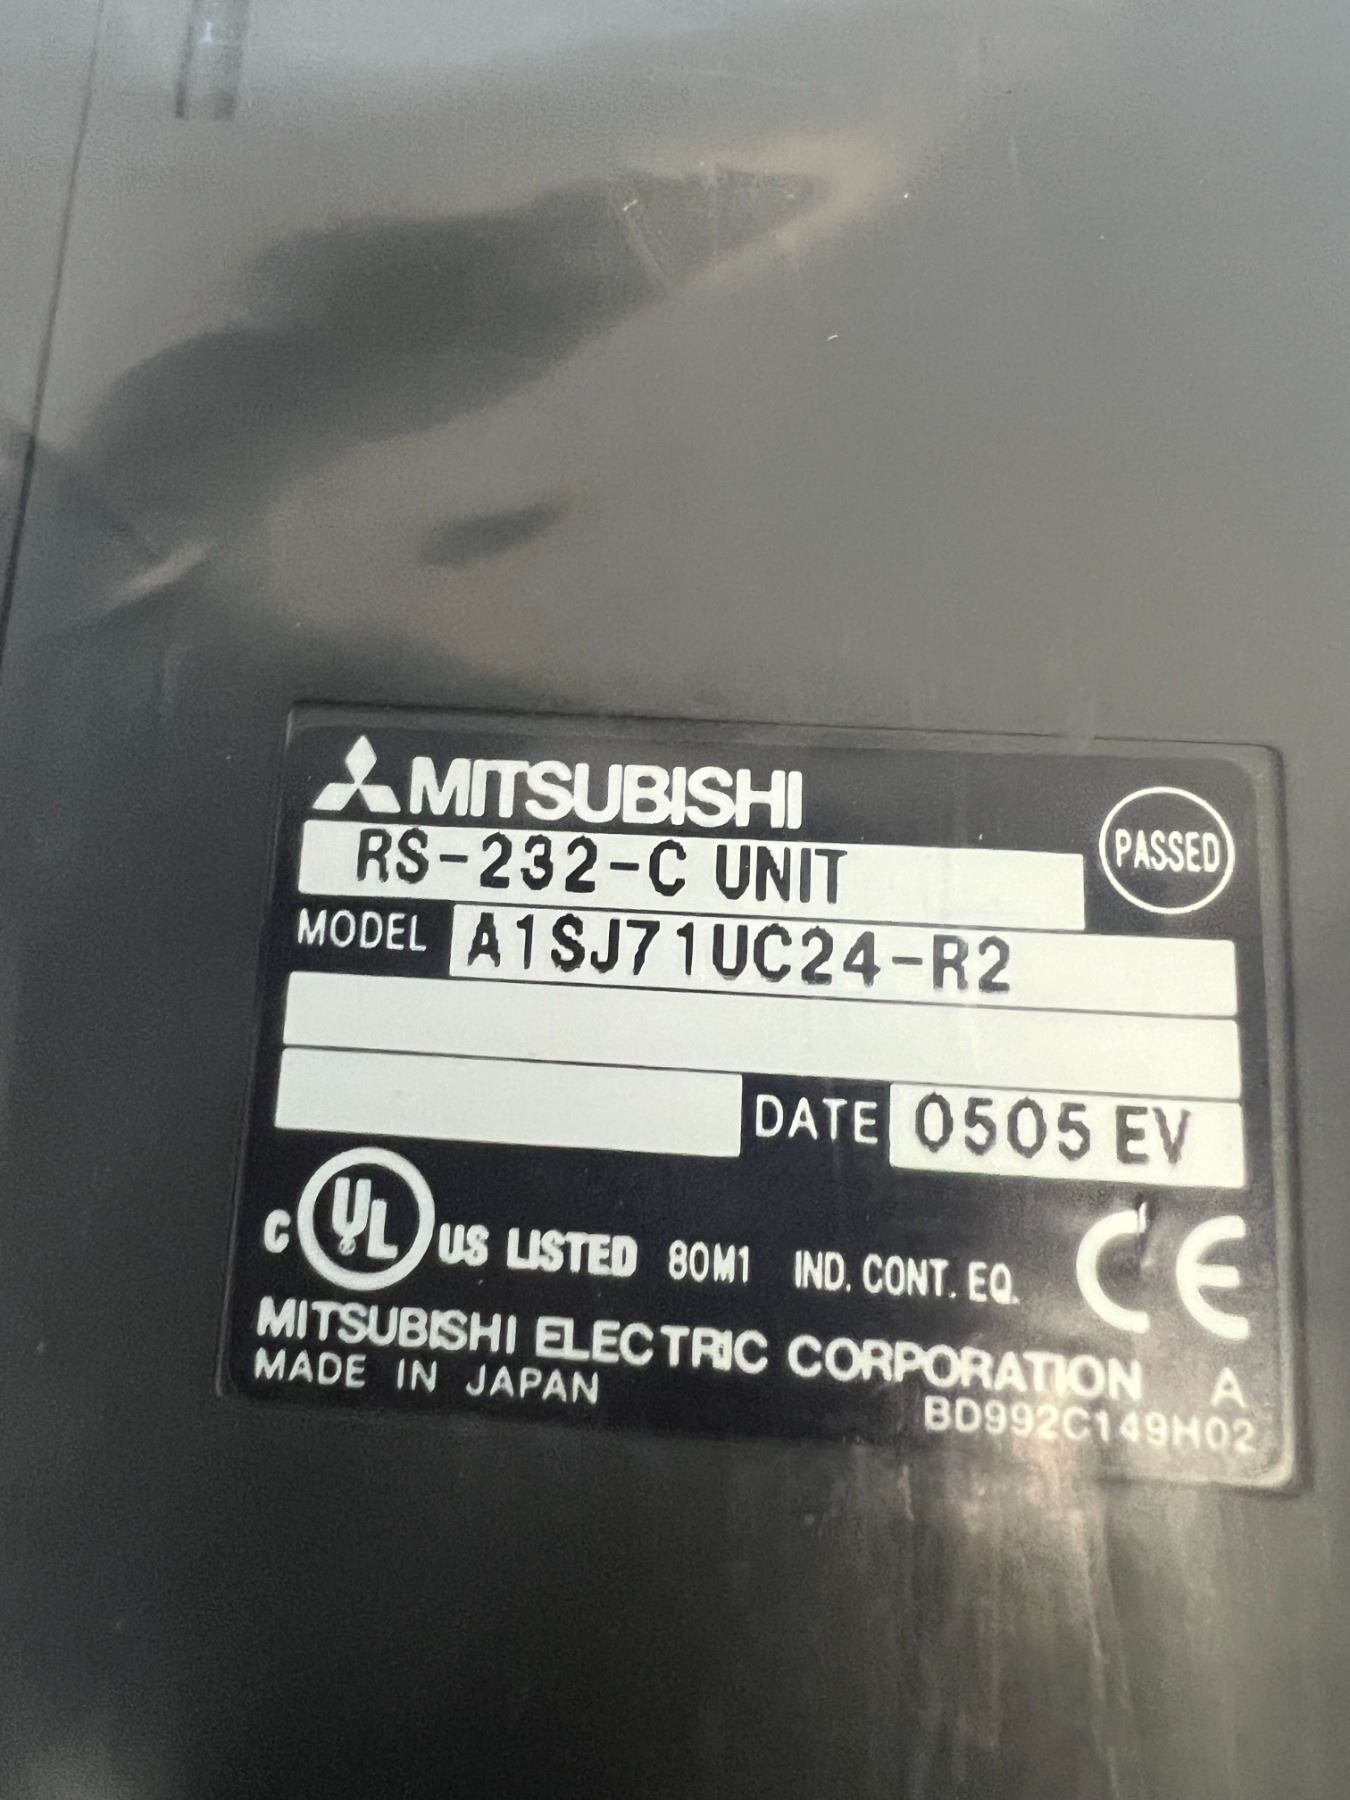 MITSUBISHI
PASSED
RS-232-C UNIT
MODEL A1SJ71UC24-R2
DATE 0505 EV
C UL US LISTED 80M1 IND. CONT. EQ. CE
MITSUBISHI ELECTRIC CORPORATION A
MADE IN JAPAN
BD992C149H02